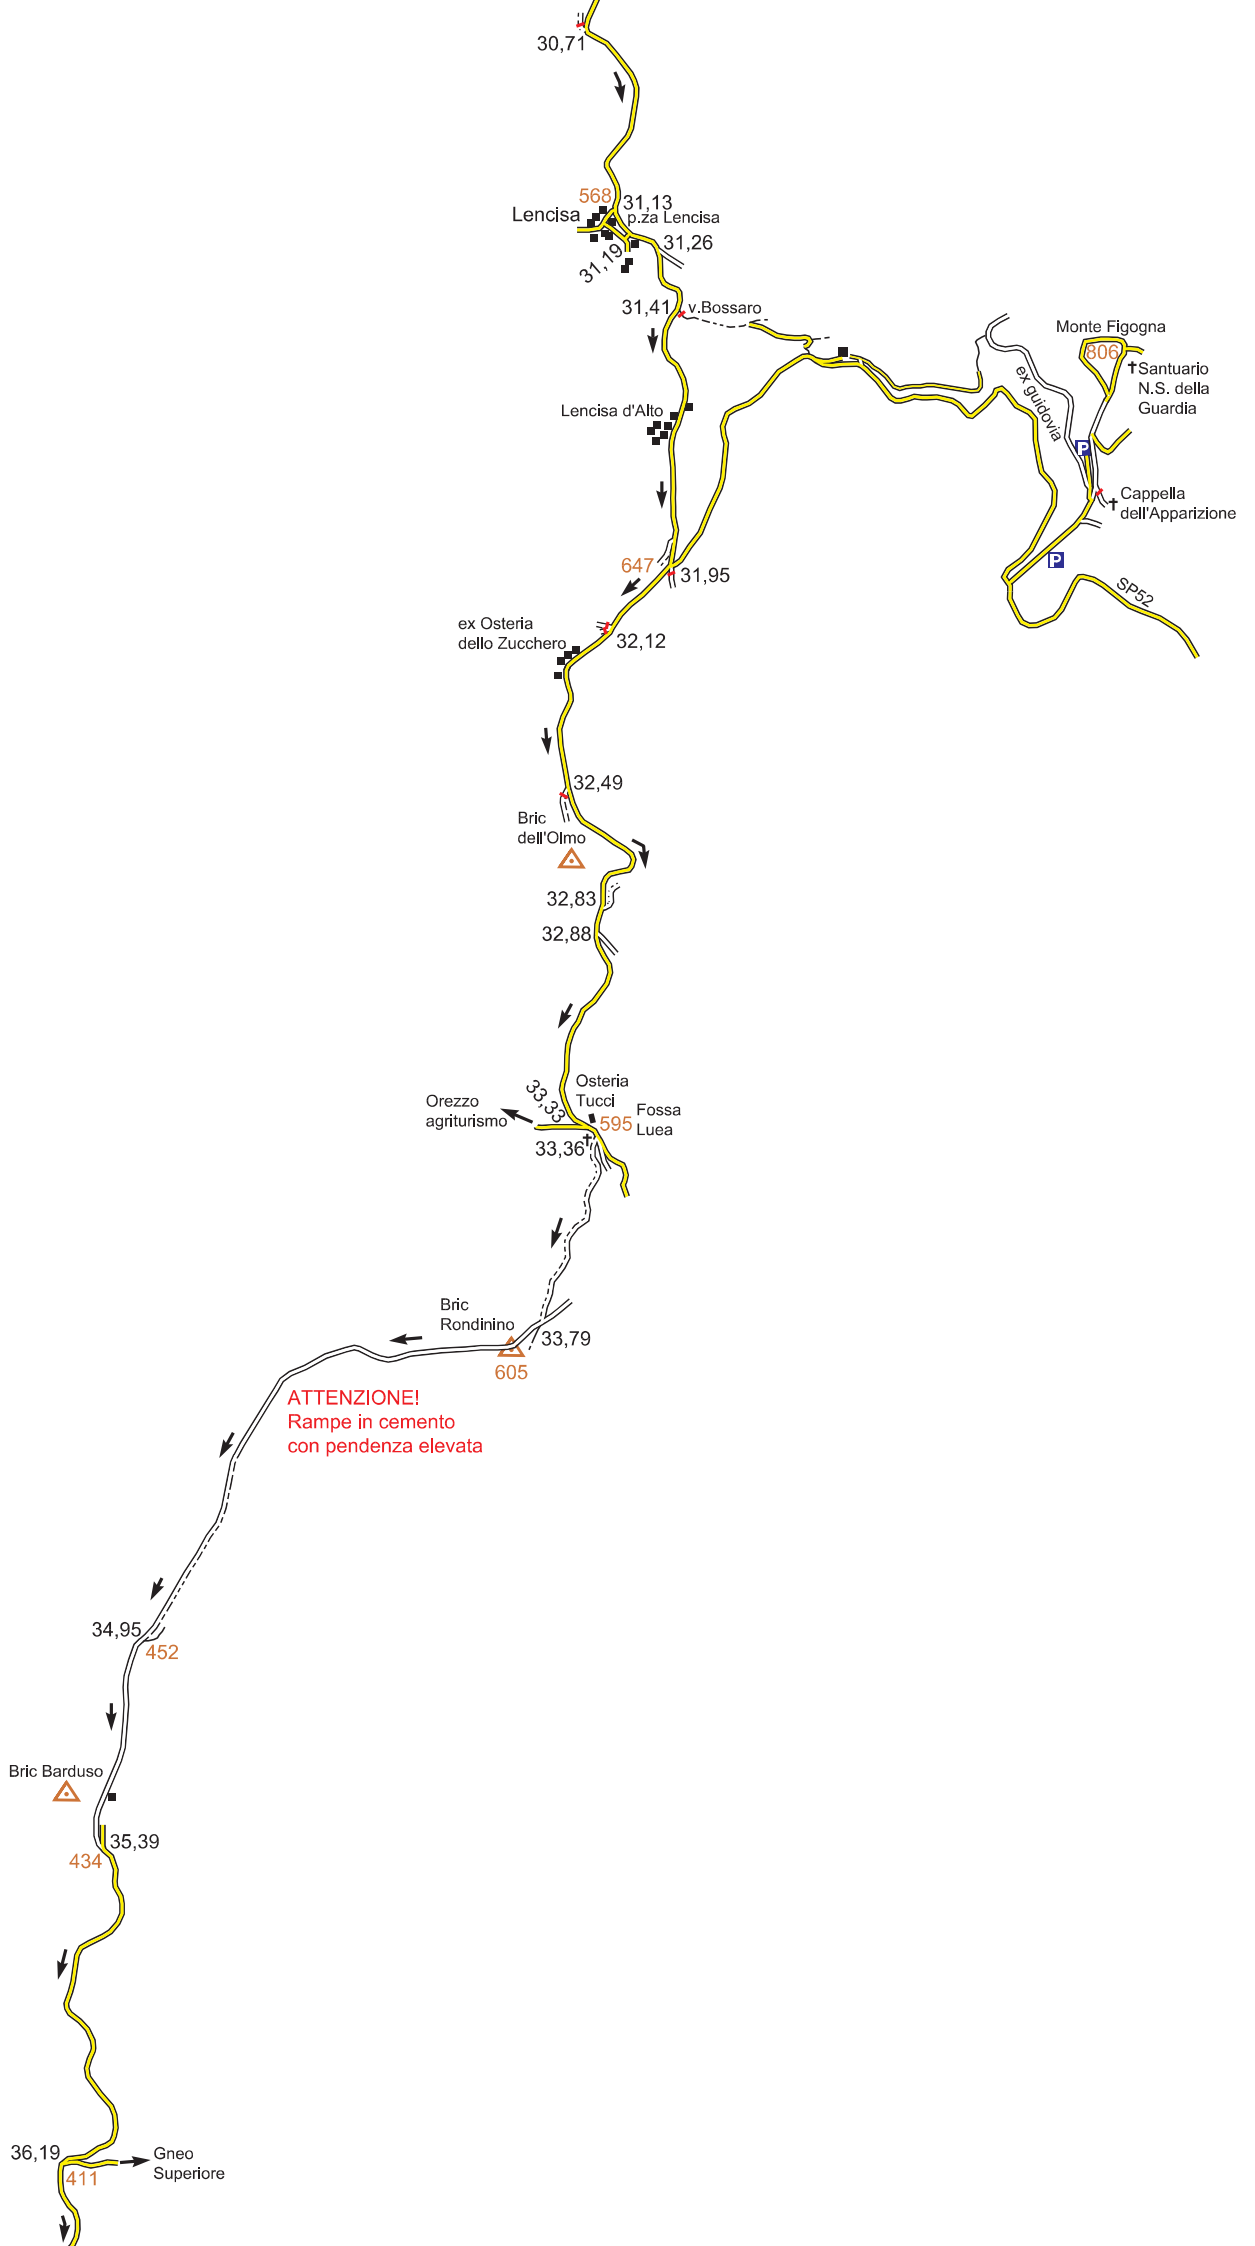 30,71
568
31,13
Lencisa
p.za Lencisa
31,19
31,26
31,41
v.Bossaro
Monte Figogna
806
Santuario
N.S. della
Guardia
ex guidovia
Lencisa d'Alto
P
Cappella
dell'Apparizione
P
647
31,95
SP52
ex Osteria
dello Zucchero
32,12
32,49
Bric
dell'Olmo
32,83
32,88
Osteria
Tucci
33,33
Orezzo
agriturismo
595
Fossa
Luea
33,36
Bric
Rondinino
33,79
605
ATTENZIONE!
Rampe in cemento
con pendenza elevata
34,95
452
Bric Barduso
35,39
434
36,19
411
Gneo
Superiore